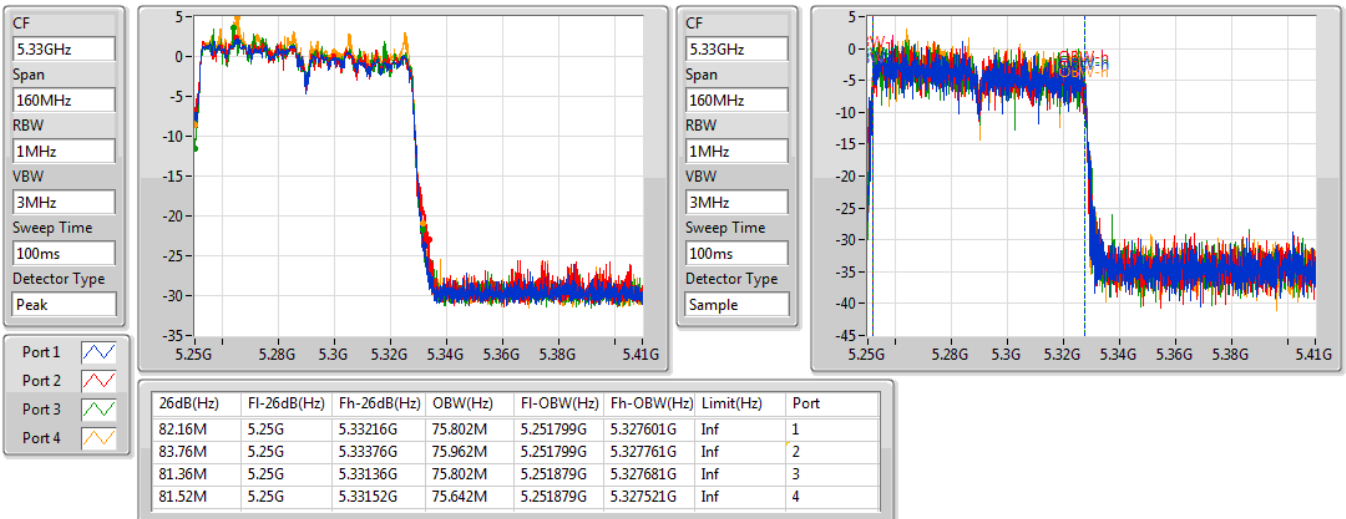 CF
5.33GHz
Span
160MHz
RBW
1MHz
VBW
3MHz
Sweep Time
100ms
Detector Type
Peak
5
0
-5
-10
-15
-20
-25
-30
-35
5.25G 5.28G 5.3G 5.32G 5.34G 5.36G 5.38G 5.41G
CF
5.33GHz
Span
160MHz
RBW
1MHz
VBW
3MHz
Sweep Time
100ms
Detector Type
Sample
5
0
-5
-10
-15
-20
-25
-30
-35
-40
-45
OBW-h
OBW-h
5.25G 5.28G 5.3G 5.32G 5.34G 5.36G 5.38G 5.41G
Port 1
Port 2
Port 3
Port 4
26dB(Hz) Fl-26dB(Hz) Fh-26dB(Hz) OBW(Hz) Fl-OBW(Hz) Fh-OBW(Hz) Limit(Hz) Port
82.16M 5.25G 5.33216G 75.802M 5.251799G 5.327601G Inf 1
83.76M 5.25G 5.33376G 75.962M 5.251799G 5.327761G Inf 2
81.36M 5.25G 5.33136G 75.802M 5.251879G 5.327681G Inf 3
81.52M 5.25G 5.33152G 75.642M 5.251879G 5.327521G Inf 4